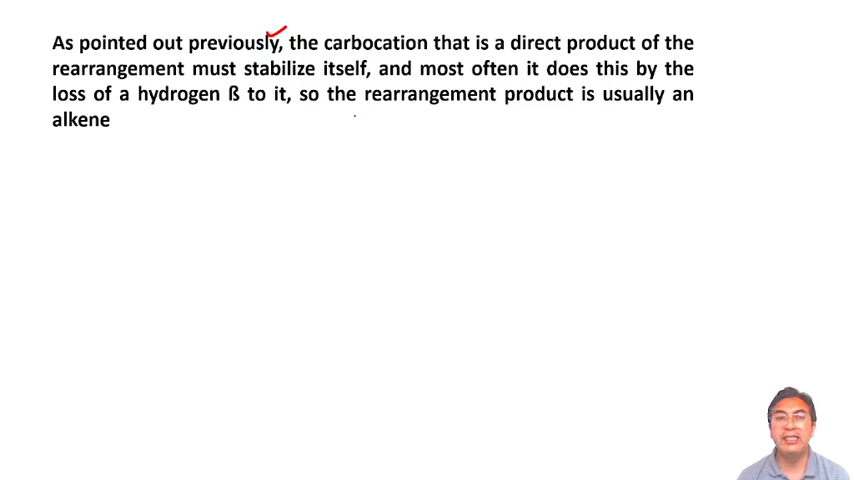 As pointed out previously, the carbocation that is a direct product of the
rearrangement must stabilize itself, and most often it does this by the
loss of a hydrogen ß to it, so the rearrangement product is usually an
alkene